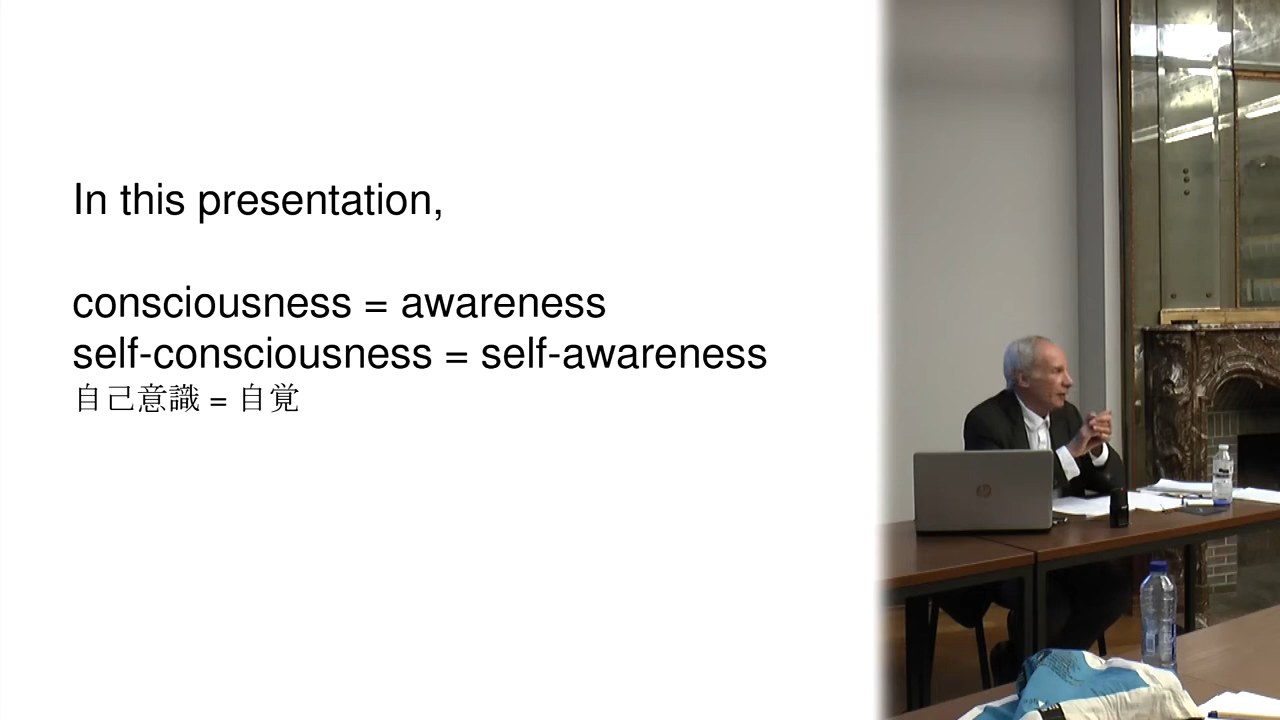 In this presentation,
consciousness = awareness
self-consciousness = self-awareness
自己意識 = 自覚